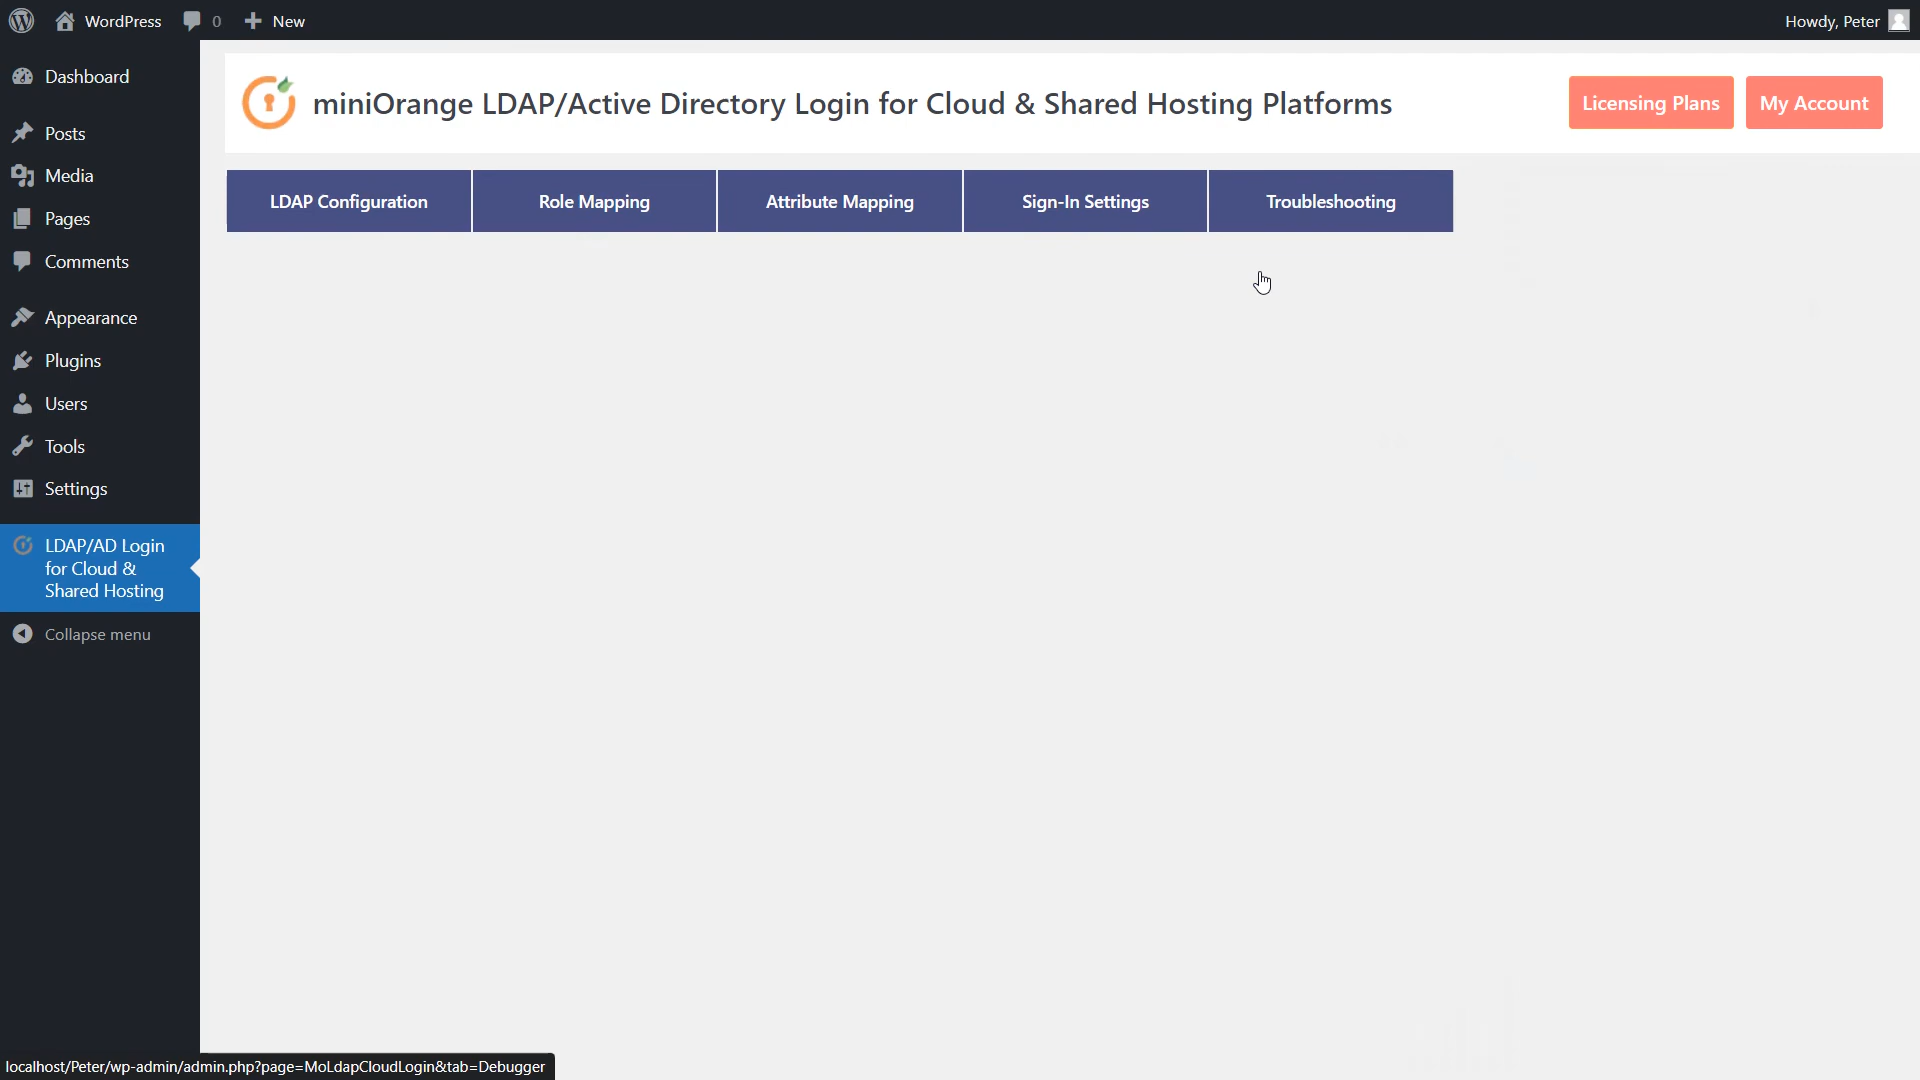 WordPress
0
New
Howdy, Peter
Dashboard
Posts
Media
Pages
Comments
Appearance
Plugins
Users
Tools
Settings
LDAP/AD Login
for Cloud &
Shared Hosting
Collapse menu
miniOrange LDAP/Active Directory Login for Cloud & Shared Hosting Platforms
Licensing Plans
My Account
LDAP Configuration
Role Mapping
Attribute Mapping
Sign-In Settings
Troubleshooting
localhost/Peter/wp-admin/admin.php?page=MoLdapCloudLogin&tab=Debugger